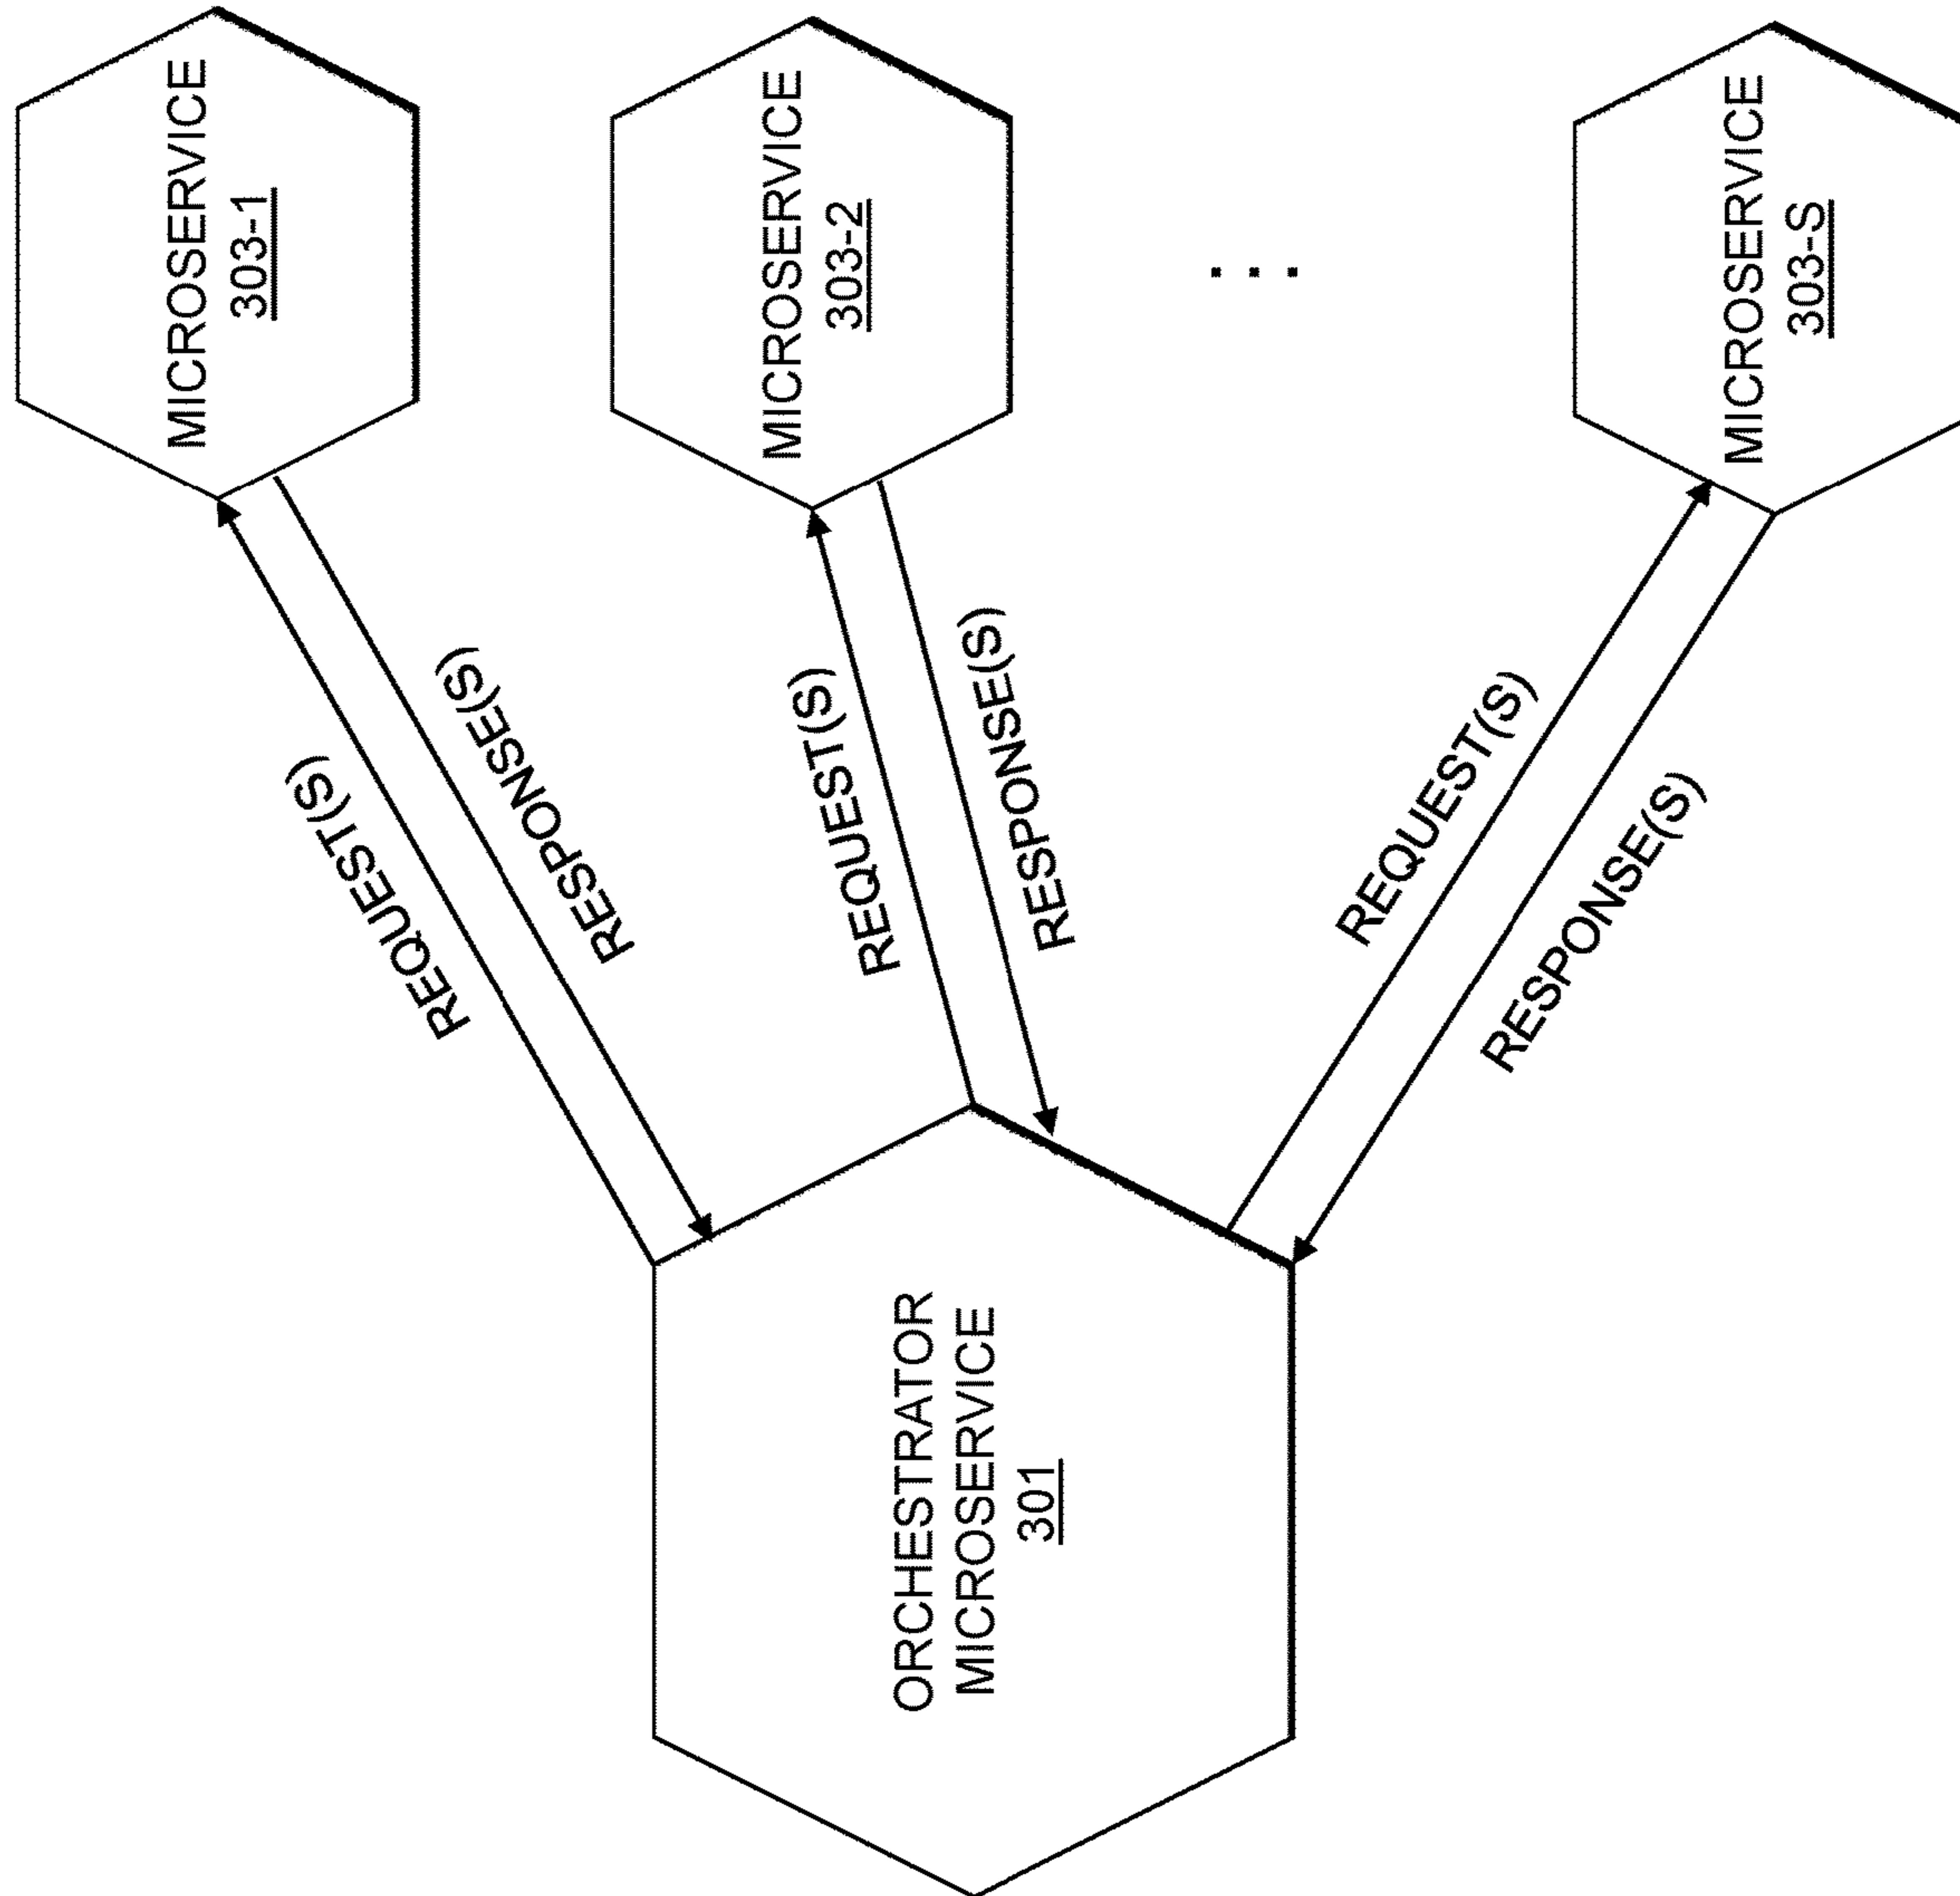 ORCHESTRATOR
MICROSERVICE
301
REQUEST(S)
RESPONSE(S)
MICROSERVICE
303-1
REQUEST(S)
RESPONSE(S)
MICROSERVICE
303-2
. . .
REQUEST(S)
RESPONSE(S)
MICROSERVICE
303-S